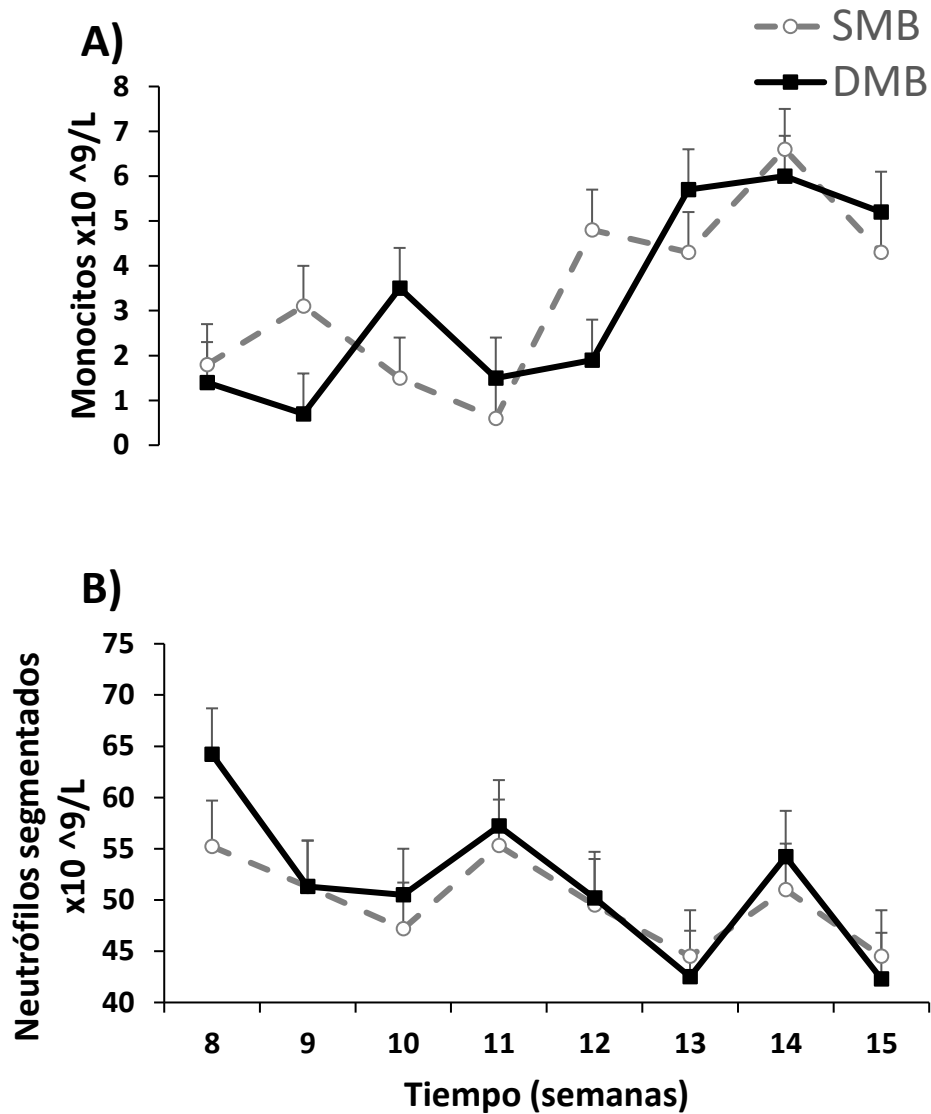 A)
SMB
DMB
Monocitos x10 ^9/L
8
7
6
5
4
3
2
1
0
B)
Neutrófilos segmentados
x10 ^9/L
75
70
65
60
55
50
45
40
8 9 10 11 12 13 14 15
Tiempo (semanas)